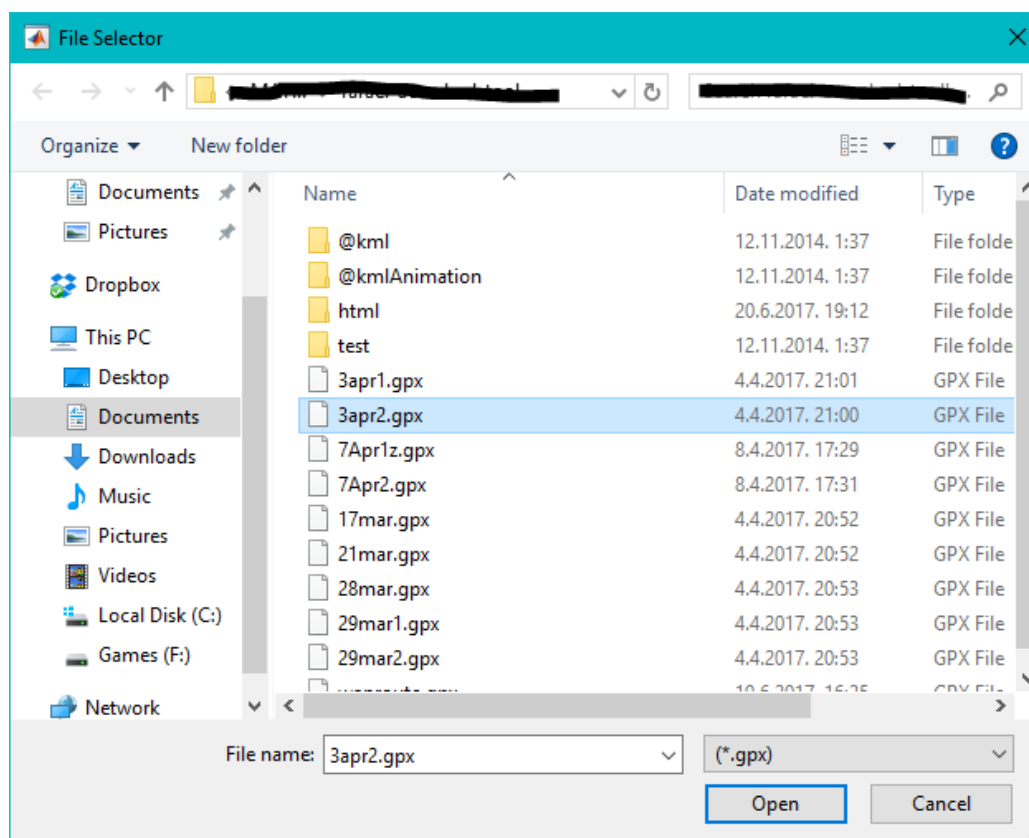 File Selector
Organize New folder
Documents
Pictures
Dropbox
This PC
Desktop
Documents
Downloads
Music
Pictures
Videos
Local Disk (C:)
Games (F:)
Network
Name Date modified Type
@kml 12.11.2014. 1:37 File folde
@kmlAnimation 12.11.2014. 1:37 File folde
html 20.6.2017. 19:12 File folde
test 12.11.2014. 1:37 File folde
3apr1.gpx 4.4.2017. 21:01 GPX File
3apr2.gpx 4.4.2017. 21:00 GPX File
7Apr1z.gpx 8.4.2017. 17:29 GPX File
7Apr2.gpx 8.4.2017. 17:31 GPX File
17mar.gpx 4.4.2017. 20:52 GPX File
21mar.gpx 4.4.2017. 20:52 GPX File
28mar.gpx 4.4.2017. 20:53 GPX File
29mar1.gpx 4.4.2017. 20:53 GPX File
29mar2.gpx 4.4.2017. 20:53 GPX File
File name: 3apr2.gpx (*.gpx)
Open Cancel